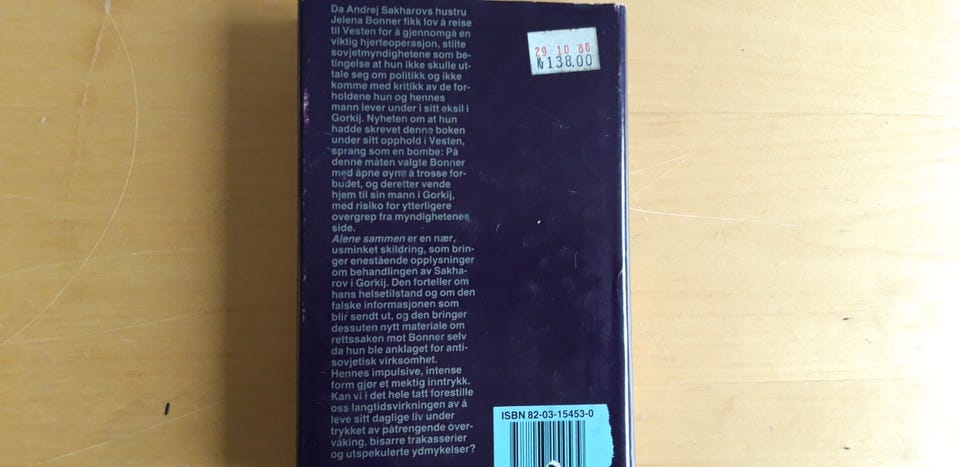 Da Andrej Sakharovs hustru
Jelena Bonner fikk lov å reise
til Vesten for å gjennomgå en
viktig hjerteoperasjon, stilte
sovjetmyndighetene som be-
tingelse at hun ikke skulle ut-
tale seg om politikk og ikke
komme med kritikk av de for-
holdene hun og hennes
mann lever under i sitt eksil i
Gorkij. Nyheten om at hun
hadde skrevet denne boken
under sitt opphold i Vesten,
sprang som en bombe: På
denne måten valgte Bonner
med åpne øyne å trosse for-
budet, og deretter vende
hjem til sin mann i Gorkij,
med risiko for ytterligere
overgrep fra myndighetenes
side.
Alene sammen er en nær,
usminket skildring, som brin-
ger enestående opplysninger
om behandlingen av Sakha-
rov i Gorkij. Den forteller om
hans helsetilstand og om den
falske informasjonen som
blir sendt ut, og den bringer
dessuten nytt materiale om
rettssaken mot Bonner selv
da hun ble anklaget for anti-
sovjetisk virksomhet.
Hennes impulsive, intense
form gjør et mektig inntrykk.
Kan vi i det hele tatt forestille
oss langtidsvirkningen av å
leve sitt daglige liv under
trykket av påtrengende over-
våking, bisarre trakasserier
og utspekulerte ydmykelser?
29 10 86
kr138.00
ISBN 82-03-15453-0